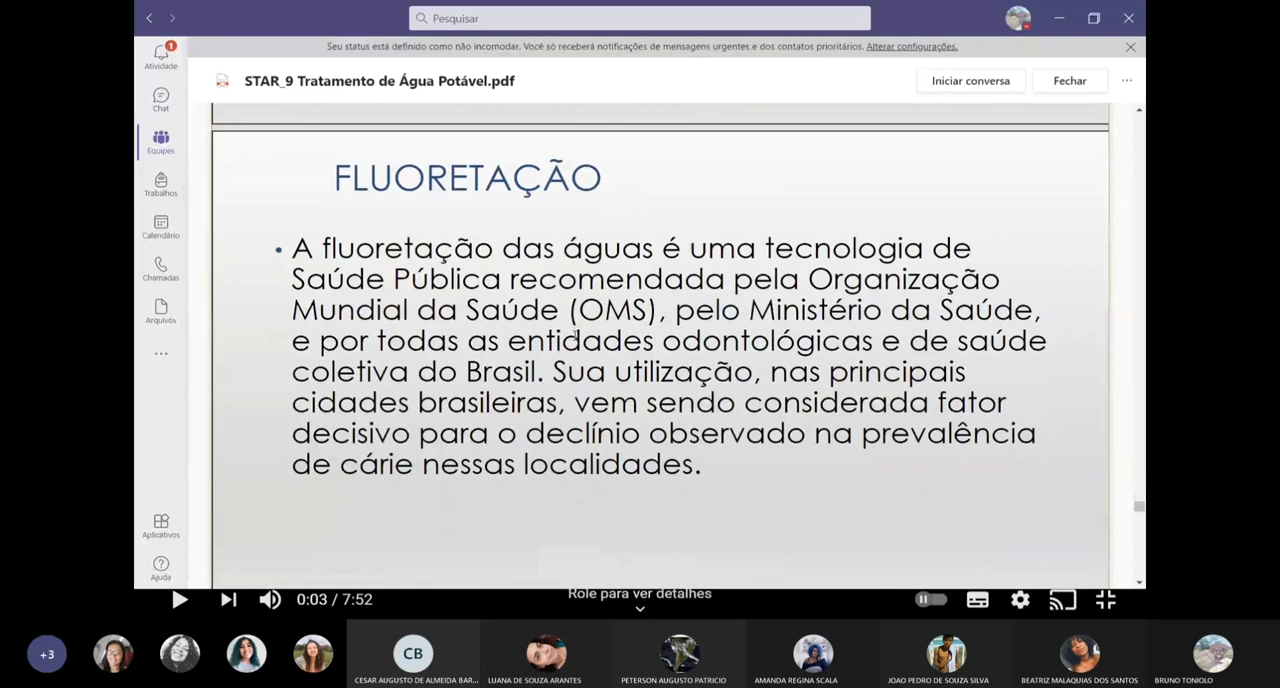 Pesquisar
Seu status está definido como não incomodar. Você só receberá notificações de mensagens urgentes e dos contatos prioritários. Alterar configurações.
1
Atividade
Chat
Equipes
Trabalhos
Calendário
Chamadas
Arquivos
...
Aplicativos
Ajuda
STAR_9 Tratamento de Água Potável.pdf
Iniciar conversa
Fechar
...
FLUORETAÇÃO
• A fluoretação das águas é uma tecnologia de
Saúde Pública recomendada pela Organização
Mundial da Saúde (OMS), pelo Ministério da Saúde,
e por todas as entidades odontológicas e de saúde
coletiva do Brasil. Sua utilização, nas principais
cidades brasileiras, vem sendo considerada fator
decisivo para o declínio observado na prevalência
de cárie nessas localidades.
0:03 / 7:52
Role para ver detalhes
+3
CB
CESAR AUGUSTO DE ALMEIDA BAR...
LUANA DE SOUZA ARANTES
PETERSON AUGUSTO PATRICIO
AMANDA REGINA SCALA
JOAO PEDRO DE SOUZA SILVA
BEATRIZ MALAQUIAS DOS SANTOS
BRUNO TONIOLO